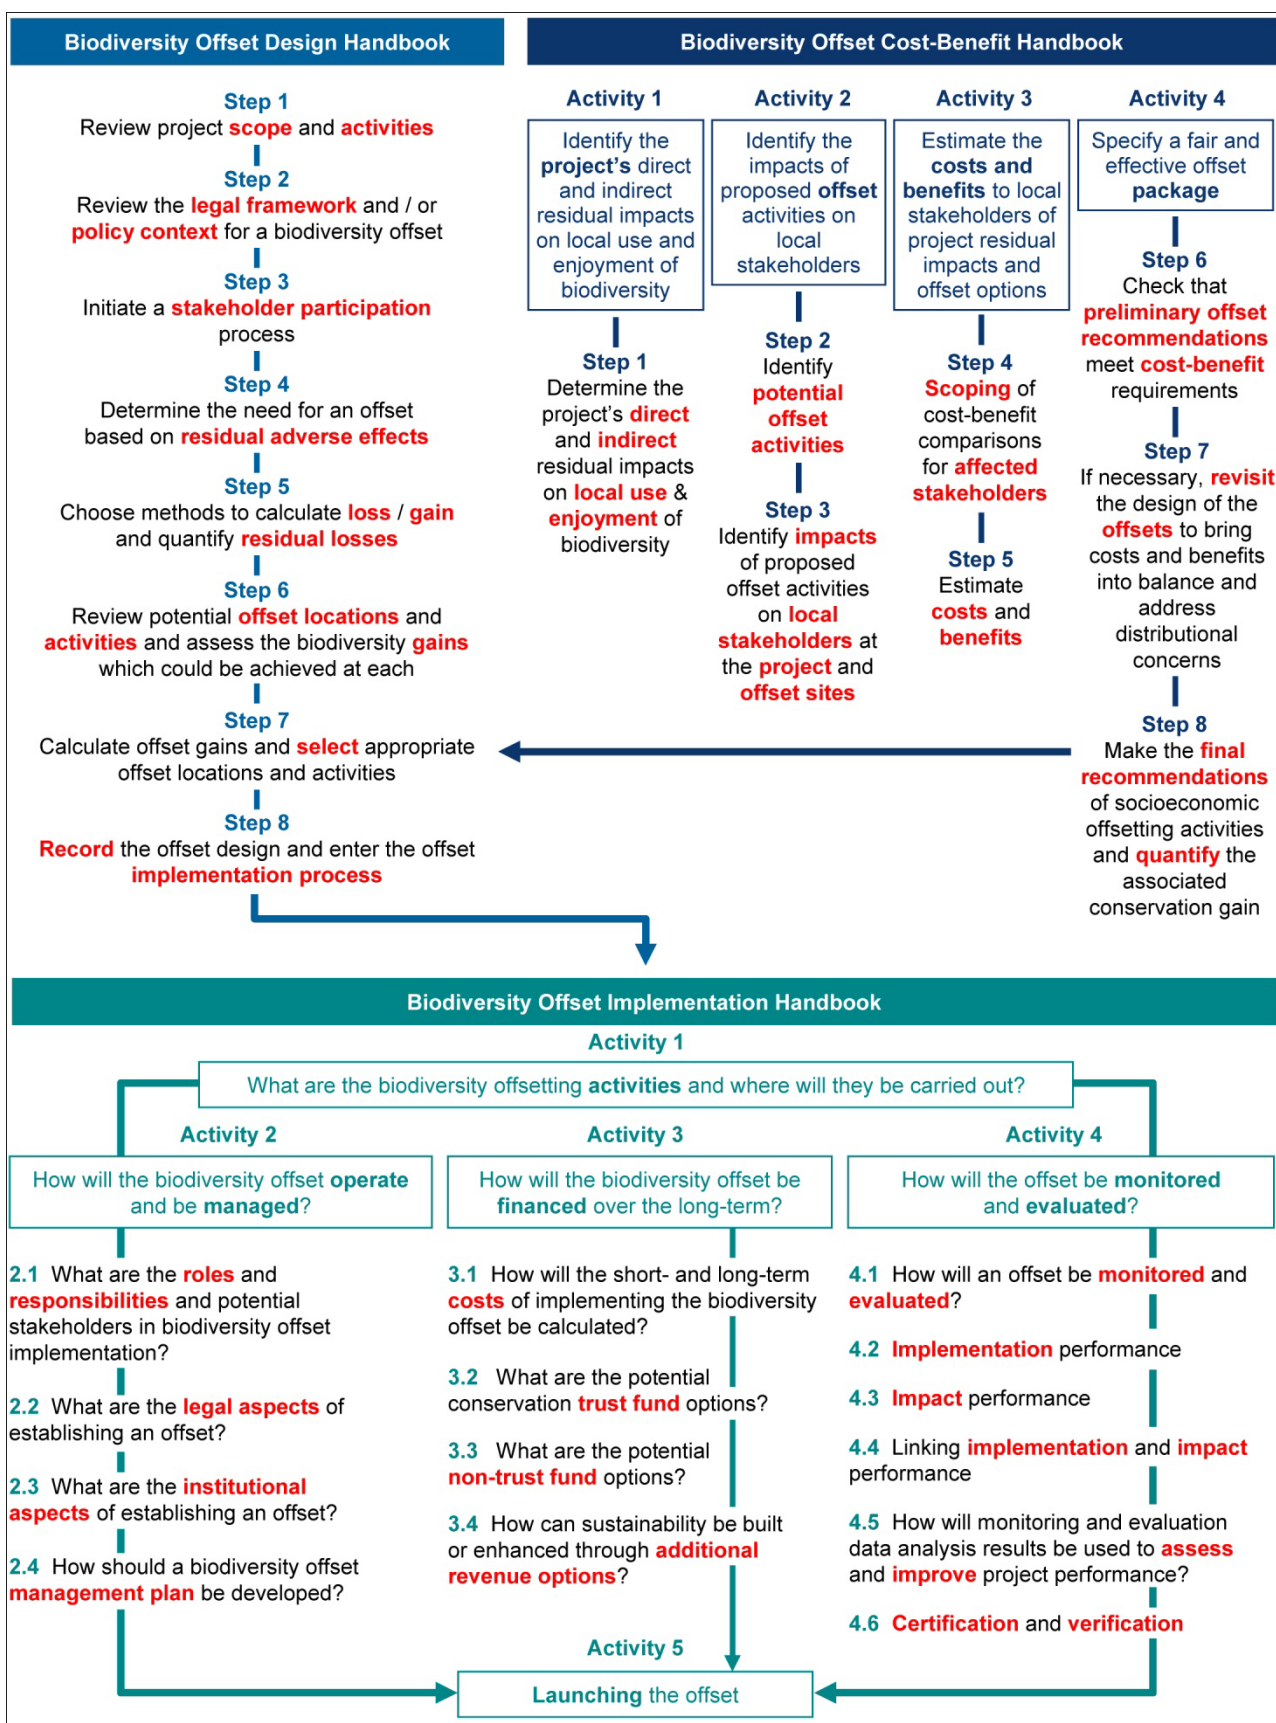 Biodiversity Offset Design Handbook
Step 1
Review project scope and activities
Step 2
Review the legal framework and / or
policy context for a biodiversity offset
Step 3
Initiate a stakeholder participation
process
Step 4
Determine the need for an offset
based on residual adverse effects
Step 5
Choose methods to calculate loss / gain
and quantify residual losses
Step 6
Review potential offset locations and
activities and assess the biodiversity gains
which could be achieved at each
Step 7
Calculate offset gains and select appropriate
offset locations and activities
Step 8
Record the offset design and enter the offset
implementation process
Biodiversity Offset Cost-Benefit Handbook
Activity 1
Identify the
project's direct
and indirect
residual impacts
on local use and
enjoyment of
biodiversity
Step 1
Determine the
project's direct
and indirect
residual impacts
on local use &
enjoyment of
biodiversity
Activity 2
Identify the
impacts of
proposed offset
activities on
local
stakeholders
Step 2
Identify
potential
offset
activities
Step 3
Identify impacts
of proposed
offset activities
on local
stakeholders at
the project and
offset sites
Activity 3
Estimate the
costs and
benefits to local
stakeholders of
project residual
impacts and
offset options
Step 4
Scoping of
cost-benefit
comparisons
for affected
stakeholders
Step 5
Estimate
costs and
benefits
Activity 4
Specify a fair and
effective offset
package
Step 6
Check that
preliminary offset
recommendations
meet cost-benefit
requirements
Step 7
If necessary, revisit
the design of the
offsets to bring
costs and benefits
into balance and
address
distributional
concerns
Step 8
Make the final
recommendations
of socioeconomic
offsetting activities
and quantify the
associated
conservation gain
Biodiversity Offset Implementation Handbook
Activity 1
What are the biodiversity offsetting activities and where will they be carried out?
Activity 2
How will the biodiversity offset operate
and be managed?
2.1 What are the roles and
responsibilities and potential
stakeholders in biodiversity offset
implementation?
2.2 What are the legal aspects of
establishing an offset?
2.3 What are the institutional
aspects of establishing an offset?
2.4 How should a biodiversity offset
management plan be developed?
Activity 3
How will the biodiversity offset be
financed over the long-term?
3.1 How will the short- and long-term
costs of implementing the biodiversity
offset be calculated?
3.2 What are the potential
conservation trust fund options?
3.3 What are the potential
non-trust fund options?
3.4 How can sustainability be built
or enhanced through additional
revenue options?
Activity 4
How will the offset be monitored
and evaluated?
4.1 How will an offset be monitored and
evaluated?
4.2 Implementation performance
4.3 Impact performance
4.4 Linking implementation and impact
performance
4.5 How will monitoring and evaluation
data analysis results be used to assess
and improve project performance?
4.6 Certification and verification
Activity 5
Launching the offset